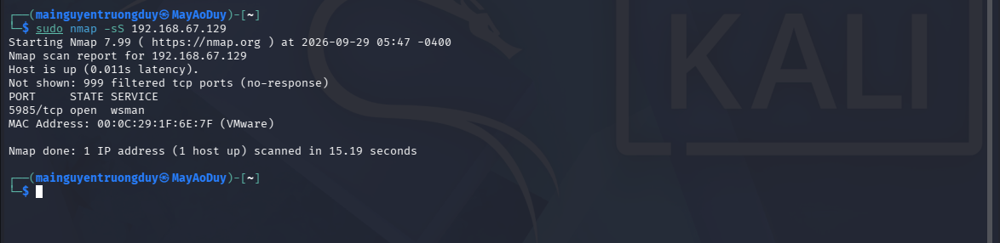 ┌──(mainguyentruongduy㉿MayAoDuy)-[~]
└─$ sudo nmap -sS 192.168.67.129
Starting Nmap 7.99 ( https://nmap.org ) at 2026-09-29 05:47 -0400
Nmap scan report for 192.168.67.129
Host is up (0.011s latency).
Not shown: 999 filtered tcp ports (no-response)
PORT     STATE SERVICE
5985/tcp open  wsman
MAC Address: 00:0C:29:1F:6E:7F (VMware)
Nmap done: 1 IP address (1 host up) scanned in 15.19 seconds
┌──(mainguyentruongduy㉿MayAoDuy)-[~]
└─$
KALI